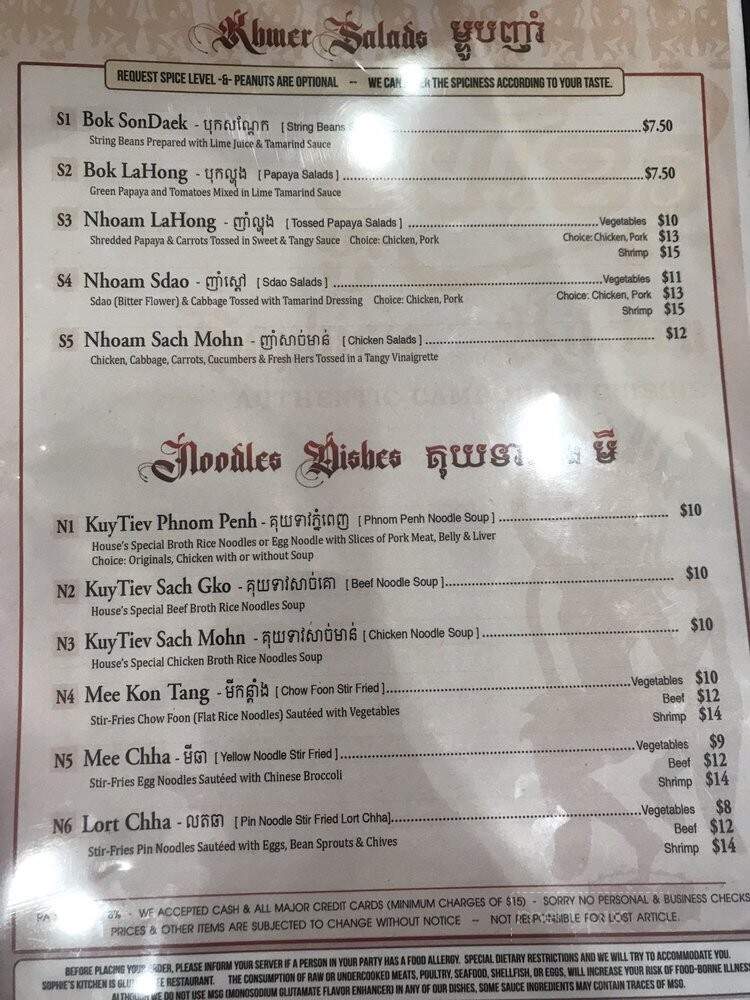 Khmer Salads ម្ហូបញាំ
REQUEST SPICE LEVEL -&- PEANUTS ARE OPTIONAL -- WE CAN THE SPICINESS ACCORDING TO YOUR TASTE.
S1 Bok SonDaek - បុកសណ្ដែក [String Beans $7.50
String Beans Prepared with Lime Juice & Tamarind Sauce
S2 Bok LaHong - បុកល្ហុង [Papaya Salads] $7.50
Green Papaya and Tomatoes Mixed in Lime Tamarind Sauce
S3 Nhoam LaHong - ញាំល្ហុង [Tossed Papaya Salads] Vegetables $10
Shredded Papaya & Carrots Tossed in Sweet & Tangy Sauce Choice: Chicken, Pork Choice: Chicken, Pork $13
Shrimp $15
S4 Nhoam Sdao - ញាំស្ដៅ [Sdao Salads] Vegetables $11
Sdao (Bitter Flower) & Cabbage Tossed with Tamarind Dressing Choice: Chicken, Pork Choice: Chicken, Pork $13
Shrimp $15
S5 Nhoam Sach Mohn - ញាំសាច់មាន់ [Chicken Salads] $12
Chicken, Cabbage, Carrots, Cucumbers & Fresh Hers Tossed in a Tangy Vinaigrette
Noodles Dishes មី
N1 KuyTiev Phnom Penh - គុយទាវភ្នំពេញ [Phnom Penh Noodle Soup] $10
House's Special Broth Rice Noodles or Egg Noodle with Slices of Pork Meat, Belly & Liver
Choice: Originals, Chicken with or without Soup
N2 KuyTiev Sach Gko - គុយទាវសាច់គោ [Beef Noodle Soup] $10
House's Special Beef Broth Rice Noodles Soup
N3 KuyTiev Sach Mohn - គុយទាវសាច់មាន់ [Chicken Noodle Soup] $10
House's Special Chicken Broth Rice Noodles Soup
N4 Mee Kon Tang - មីកន្តាំង [Chow Foon Stir Fried] Vegetables $10
Beef $12
Stir-Fries Chow Foon (Flat Rice Noodles) Sautéed with Vegetables Shrimp $14
N5 Mee Chha - មីឆា [Yellow Noodle Stir Fried] Vegetables $9
Beef $12
Stir-Fries Egg Noodles Sautéed with Chinese Broccoli Shrimp $14
N6 Lort Chha - លតឆា [Pin Noodle Stir Fried Lort Chha] Vegetables $8
Beef $12
Stir-Fries Pin Noodles Sautéed with Eggs, Bean Sprouts & Chives Shrimp $14
8% - WE ACCEPTED CASH & ALL MAJOR CREDIT CARDS (MINIMUM CHARGES OF $15) - SORRY NO PERSONAL & BUSINESS CHECKS
PRICES & OTHER ITEMS ARE SUBJECTED TO CHANGE WITHOUT NOTICE -- NOT RESPONSIBLE FOR LOST ARTICLE.
BEFORE PLACING YOUR ORDER, PLEASE INFORM YOUR SERVER IF A PERSON IN YOUR PARTY HAS A FOOD ALLERGY. SPECIAL DIETARY RESTRICTIONS AND WE WILL TRY TO ACCOMMODATE YOU.
SOPHIE'S KITCHEN IS FREE RESTAURANT. THE CONSUMPTION OF RAW OR UNDERCOOKED MEATS, POULTRY, SEAFOOD, SHELLFISH, OR EGGS, WILL INCREASE YOUR RISK OF FOOD-BORNE ILLNESS
ALTHOUGH WE DO NOT USE MSG (MONOSODIUM GLUTAMATE FLAVOR ENHANCER) IN ANY OF OUR DISHES, SOME SAUCE INGREDIENTS MAY CONTAIN TRACES OF MSG.